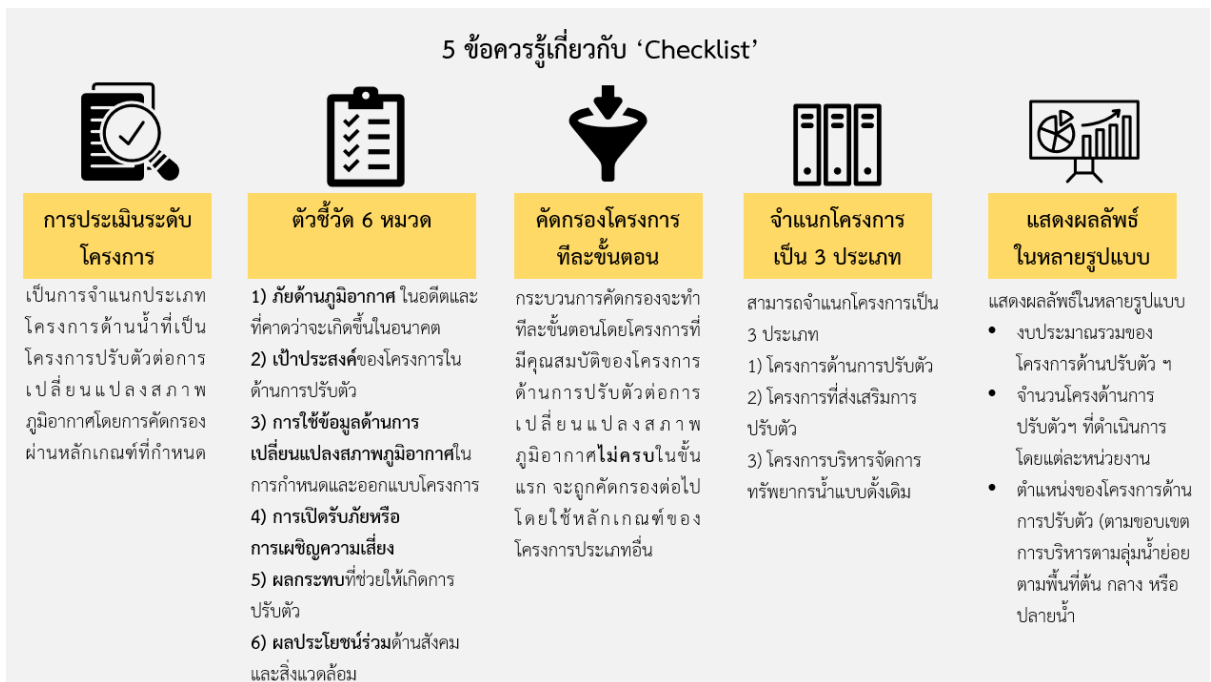 5 ข้อควรรู้เกี่ยวกับ ‘Checklist’
การประเมินระดับ
โครงการ
เป็นการจำแนกประเภท
โครงการด้านน้ำที่เป็น
โครงการปรับตัวต่อการ
เปลี่ยนแปลงสภาพ
ภูมิอากาศโดยการคัดกรอง
ผ่านหลักเกณฑ์ที่กำหนด
ตัวชี้วัด 6 หมวด
1) ภัยด้านภูมิอากาศ ในอดีตและ
ที่คาดว่าจะเกิดขึ้นในอนาคต
2) เป้าประสงค์ของโครงการใน
ด้านการปรับตัว
3) การใช้ข้อมูลด้านการ
เปลี่ยนแปลงสภาพภูมิอากาศใน
การกำหนดและออกแบบโครงการ
4) การเปิดรับภัยหรือ
การเผชิญความเสี่ยง
5) ผลกระทบที่ช่วยให้เกิดการ
ปรับตัว
6) ผลประโยชน์ร่วมด้านสังคม
และสิ่งแวดล้อม
คัดกรองโครงการ
ทีละขั้นตอน
กระบวนการคัดกรองจะทำ
ทีละขั้นตอนโดยโครงการที่
มีคุณสมบัติของโครงการ
ด้านการปรับตัวต่อการ
เปลี่ยนแปลงสภาพ
ภูมิอากาศไม่ครบในขั้น
แรก จะถูกคัดกรองต่อไป
โดยใช้หลักเกณฑ์ของ
โครงการประเภทอื่น
จำแนกโครงการ
เป็น 3 ประเภท
สามารถจำแนกโครงการเป็น
3 ประเภท
1) โครงการด้านการปรับตัว
2) โครงการที่ส่งเสริมการ
ปรับตัว
3) โครงการบริหารจัดการ
ทรัพยากรน้ำแบบดั้งเดิม
แสดงผลลัพธ์
ในหลายรูปแบบ
แสดงผลลัพธ์ในหลายรูปแบบ
• งบประมาณรวมของ
โครงการด้านปรับตัว ฯ
• จำนวนโครงด้านการ
ปรับตัวฯ ที่ดำเนินการ
โดยแต่ละหน่วยงาน
• ตำแหน่งของโครงการด้าน
การปรับตัว (ตามขอบเขต
การบริหารตามลุ่มน้ำย่อย
ตามพื้นที่ต้น กลาง หรือ
ปลายน้ำ